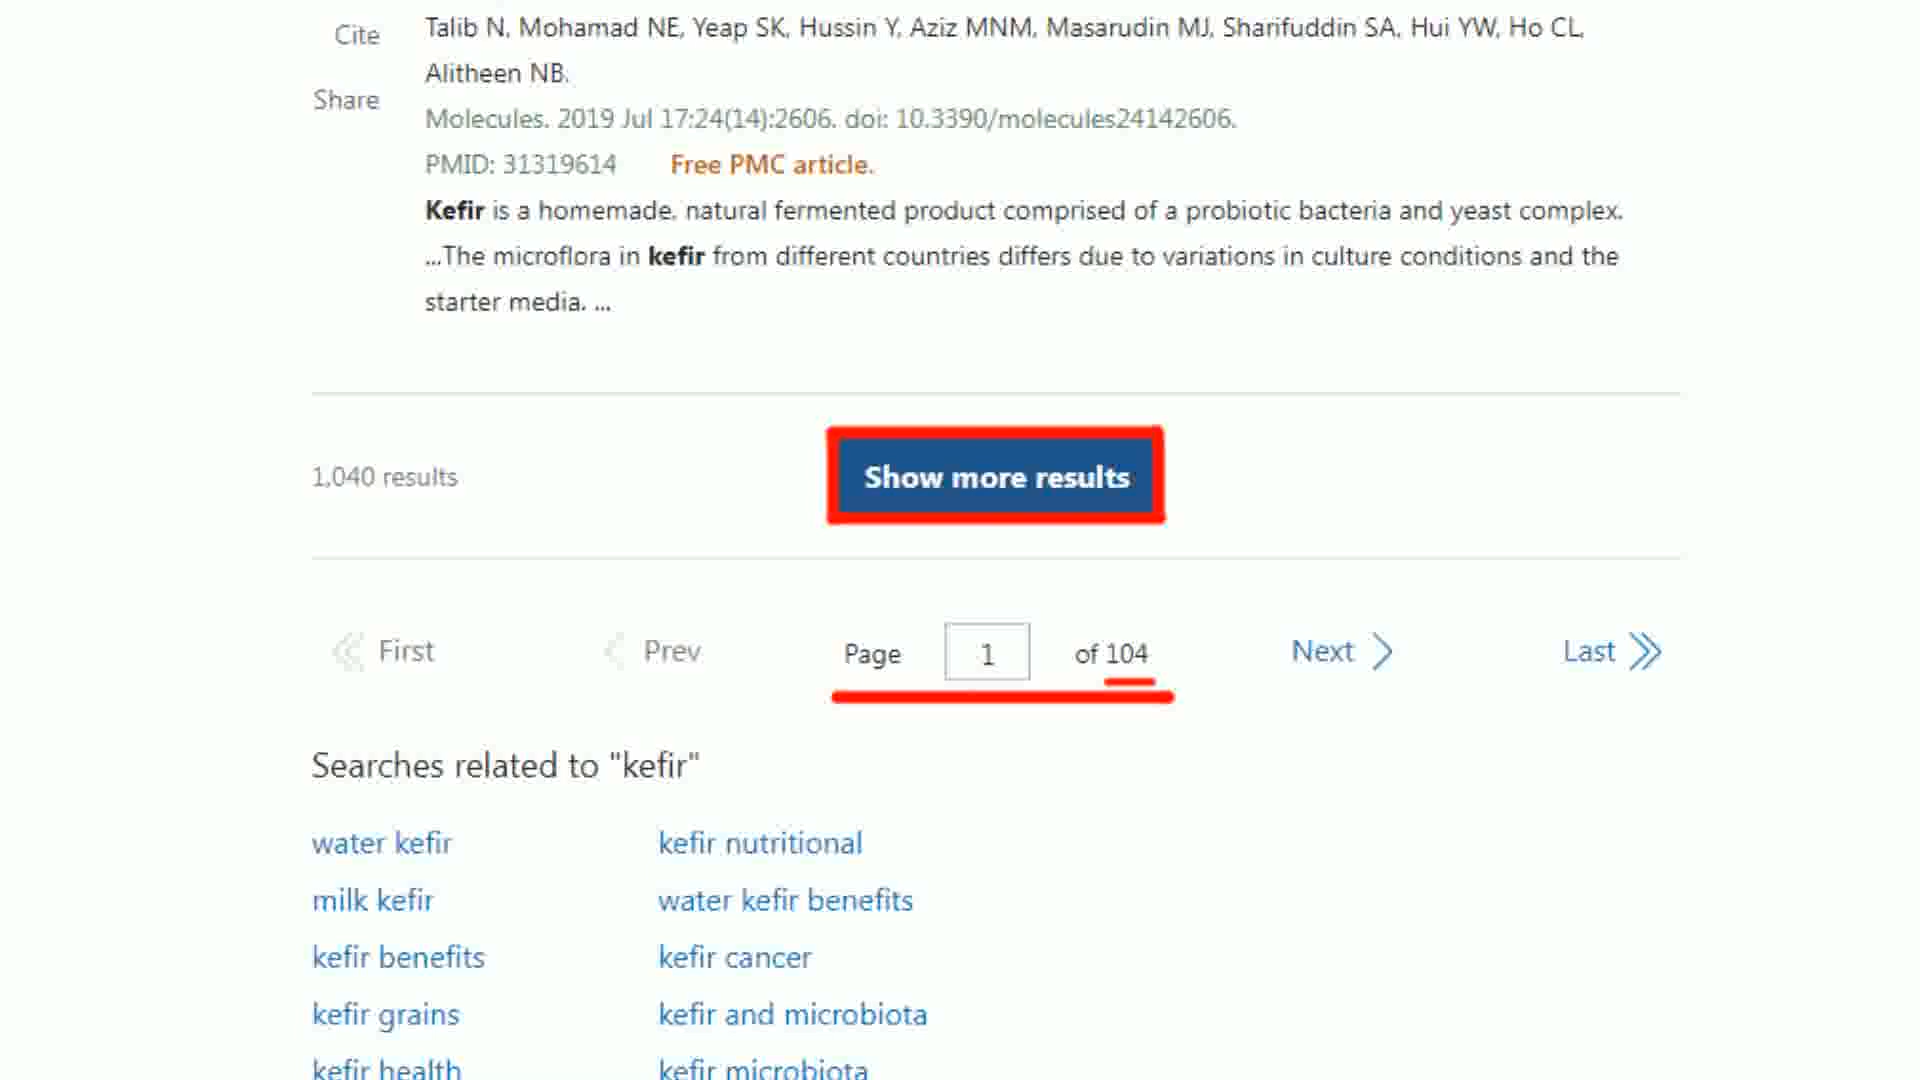 Cite
Share
Talib N, Mohamad NE, Yeap SK, Hussin Y, Aziz MNM, Masarudin MJ, Sharifuddin SA, Hui YW, Ho CL,
Alitheen NB.
Molecules. 2019 Jul 17;24(14):2606. doi: 10.3390/molecules24142606.
PMID: 31319614 Free PMC article.
Kefir is a homemade, natural fermented product comprised of a probiotic bacteria and yeast complex.
...The microflora in kefir from different countries differs due to variations in culture conditions and the
starter media. ...
1,040 results
Show more results
First Prev Page 1 of 104 Next Last
Searches related to "kefir"
water kefir
milk kefir
kefir benefits
kefir grains
kefir health
kefir nutritional
water kefir benefits
kefir cancer
kefir and microbiota
kefir microbiota